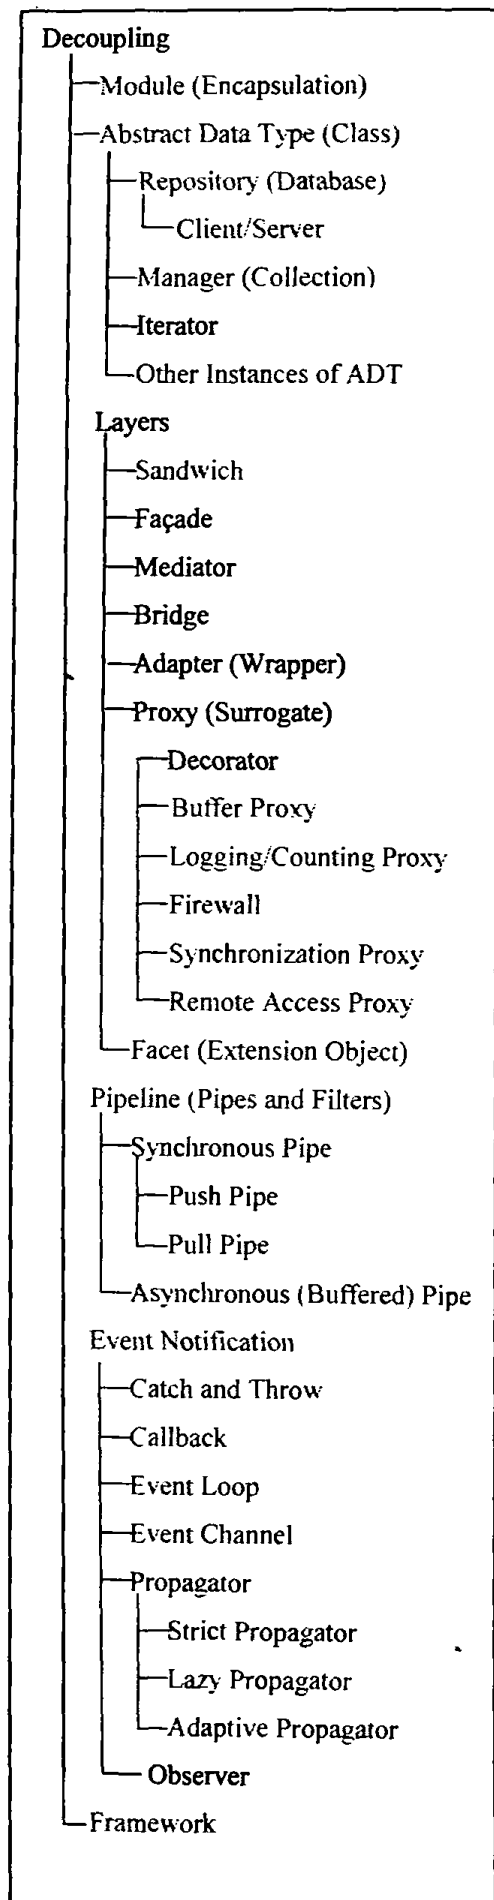 Decoupling
Module (Encapsulation)
Abstract Data Type (Class)
Repository (Database)
Client/Server
Manager (Collection)
Iterator
Other Instances of ADT
Layers
Sandwich
Façade
Mediator
Bridge
Adapter (Wrapper)
Proxy (Surrogate)
Decorator
Buffer Proxy
Logging/Counting Proxy
Firewall
Synchronization Proxy
Remote Access Proxy
Facet (Extension Object)
Pipeline (Pipes and Filters)
Synchronous Pipe
Push Pipe
Pull Pipe
Asynchronous (Buffered) Pipe
Event Notification
Catch and Throw
Callback
Event Loop
Event Channel
Propagator
Strict Propagator
Lazy Propagator
Adaptive Propagator
Observer
Framework